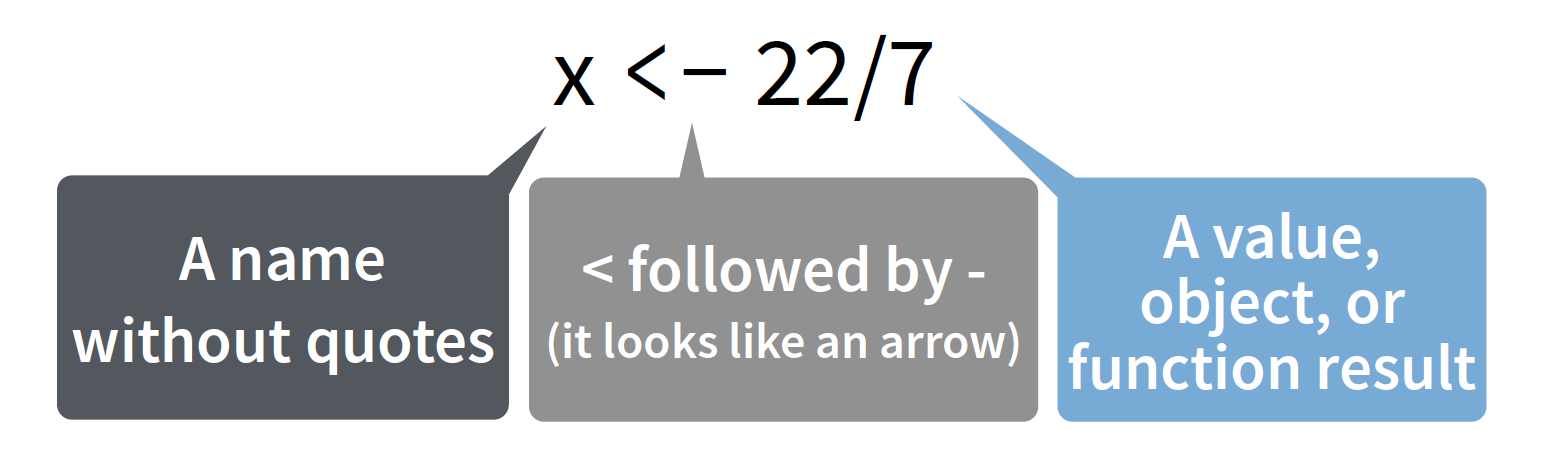 x <- 22/7
A name
without quotes
< followed by -
(it looks like an arrow)
A value,
object, or
function result